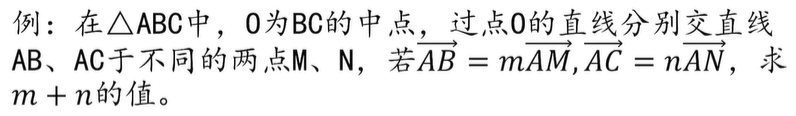 例：在△ABC中，O为BC的中点，过点O的直线分别交直线
AB、AC于不同的两点M、N，若$\overrightarrow{AB} = m\overrightarrow{AM}, \overrightarrow{AC} = n\overrightarrow{AN}$，求
$m + n$的值。